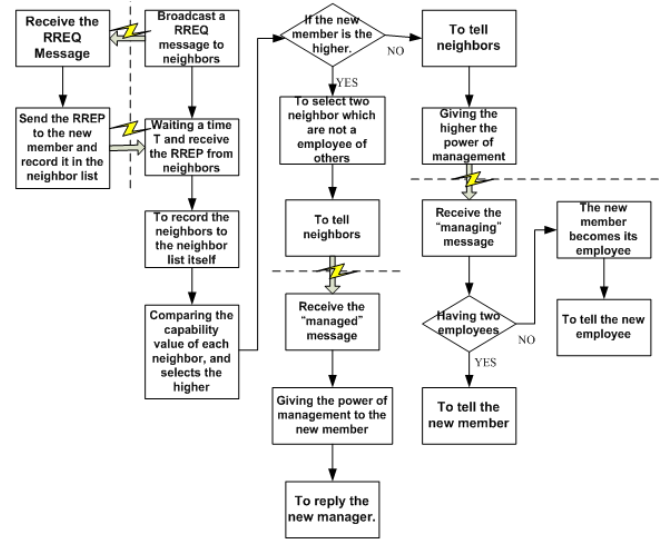 Receive the
RREQ
Message
Send the RREP
to the new
member and
record it in the
neighbor list
Broadcast a
RREQ
message to
neighbors
Waiting a time
T and receive
the RREP from
neighbors
To record the
neighbors to
the neighbor
list itself
Comparing the
capability
value of each
neighbor, and
selects the
higher
If the new
member is the
higher.
NO
YES
To select two
neighbor which
are not a
employee of
others
To tell
neighbors
Receive the
"managed"
message
Giving the power of
management to the
new member
To reply the
new manager.
To tell
neighbors
Giving the
higher the
power of
management
Receive the
"managing"
message
Having two
employees
NO
YES
To tell the
new member
The new
member
becomes its
employee
To tell the new
employee